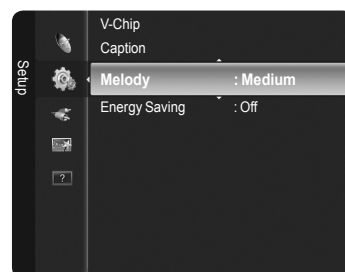 Setup
V-Chip
Caption
Melody : Medium
Energy Saving : Off
?